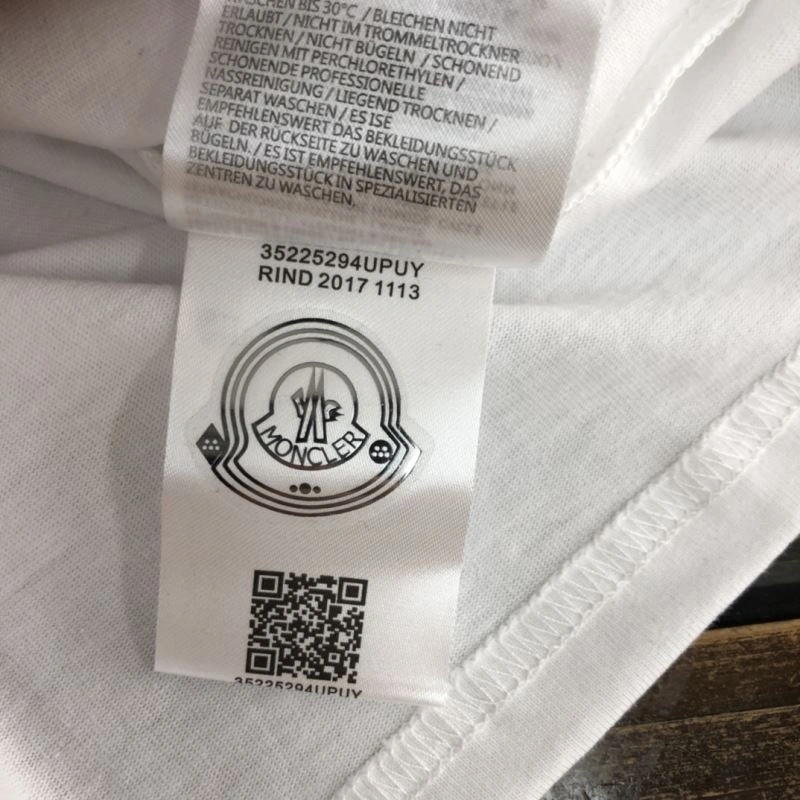 WASCHEN BIS 30°C / BLEICHEN NICHT
ERLAUBT / NICHT IM TROMMELTROCKNER
TROCKNEN / NICHT BÜGELN / SCHONEND
REINIGEN MIT PERCHLORETHYLEN /
SCHONENDE PROFESSIONELLE
NASSREINIGUNG / LIEGEND TROCKNEN /
SEPARAT WASCHEN / ES ISE
EMPFEHLENSWERT DAS BEKLEIDUNGSSTÜCK
AUF DER RÜCKSEITE ZU WASCHEN UND
BÜGELN. / ES IST EMPFEHLENSWERT, DAS
BEKLEIDUNGSSTÜCK IN SPEZIALISIERTEN
ZENTREN ZU WASCHEN.
35225294UPUY
RIND 2017 1113
MONCLER
35225294UPUY